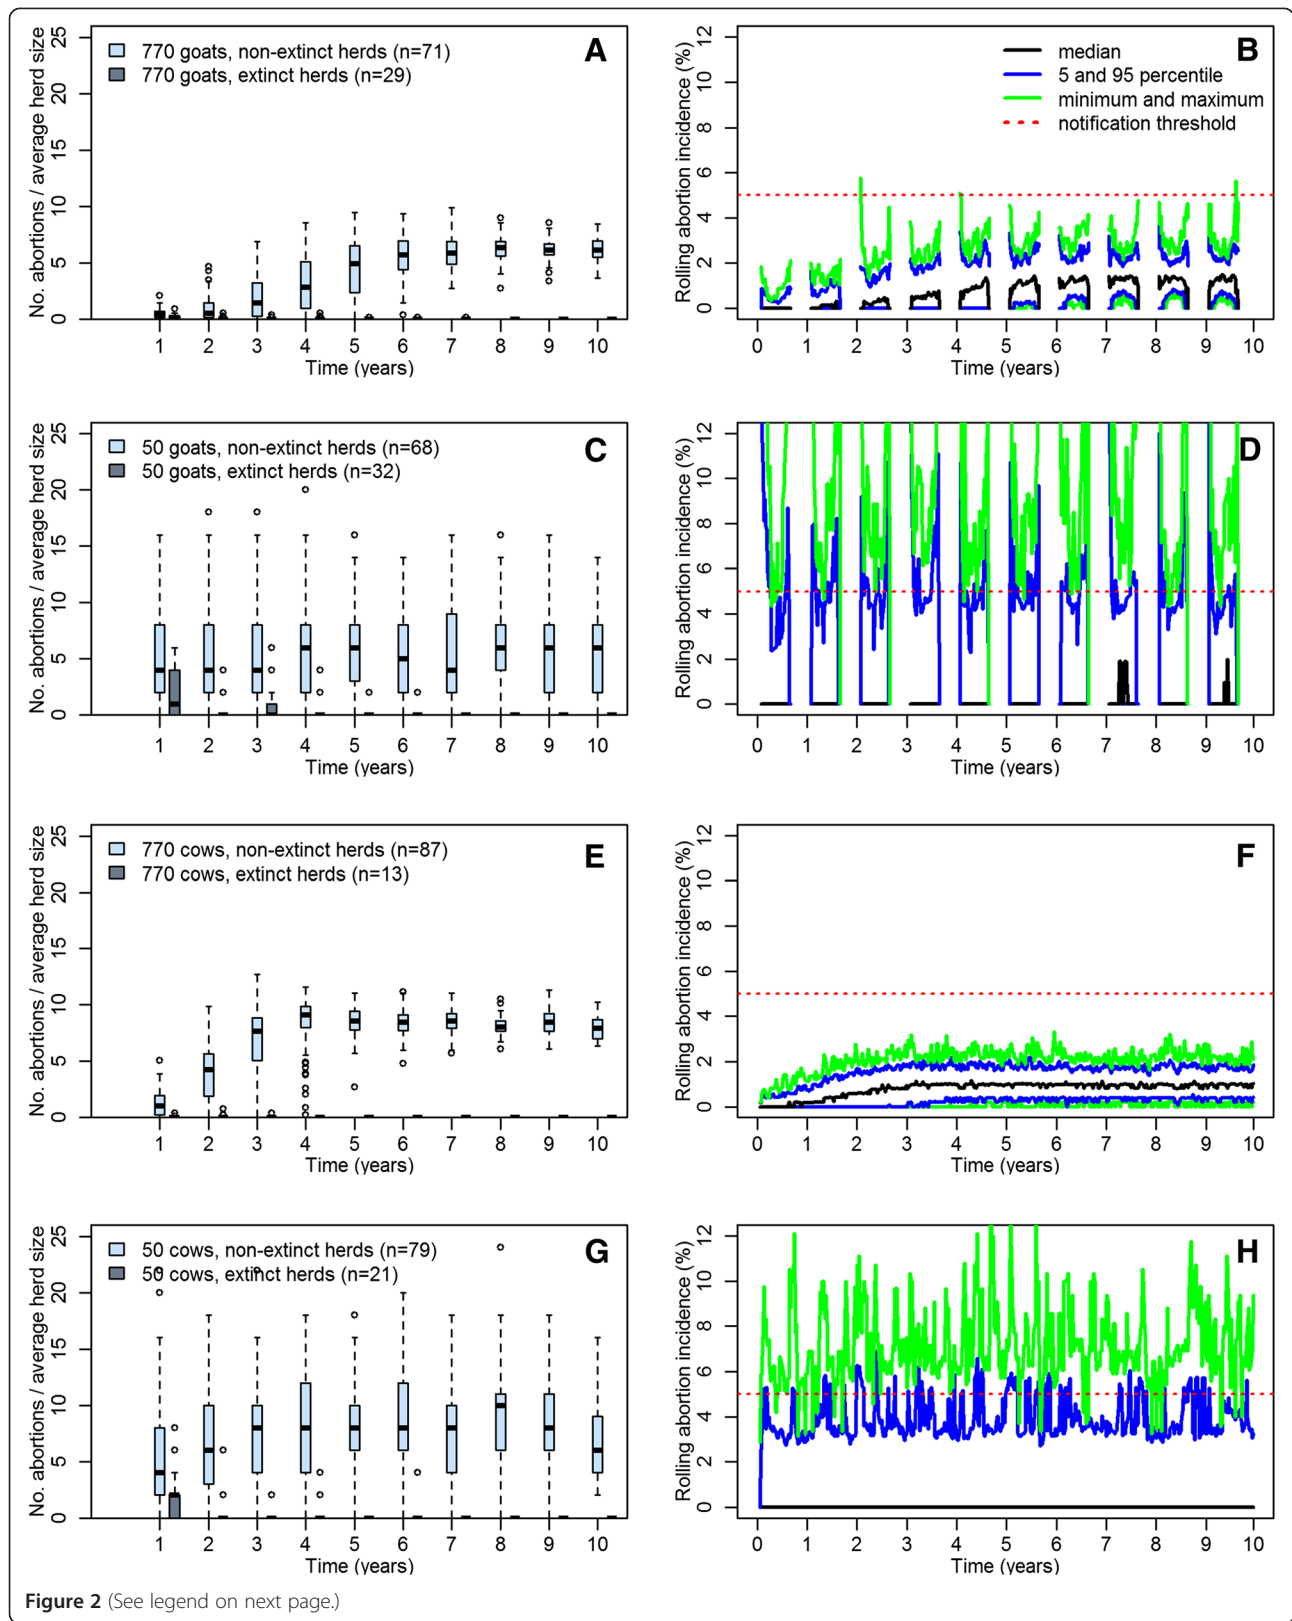 No. abortions / average herd size
0 5 10 15 20 25
770 goats, non-extinct herds (n=71)
770 goats, extinct herds (n=29)
A
1 2 3 4 5 6 7 8 9 10
Time (years)
Rolling abortion incidence (%)
0 2 4 6 8 10 12
median
5 and 95 percentile
minimum and maximum
notification threshold
B
0 1 2 3 4 5 6 7 8 9 10
Time (years)
No. abortions / average herd size
0 5 10 15 20 25
50 goats, non-extinct herds (n=68)
50 goats, extinct herds (n=32)
C
1 2 3 4 5 6 7 8 9 10
Time (years)
Rolling abortion incidence (%)
0 2 4 6 8 10 12
D
0 1 2 3 4 5 6 7 8 9 10
Time (years)
No. abortions / average herd size
0 5 10 15 20 25
770 cows, non-extinct herds (n=87)
770 cows, extinct herds (n=13)
E
1 2 3 4 5 6 7 8 9 10
Time (years)
Rolling abortion incidence (%)
0 2 4 6 8 10 12
F
0 1 2 3 4 5 6 7 8 9 10
Time (years)
No. abortions / average herd size
0 5 10 15 20 25
50 cows, non-extinct herds (n=79)
50 cows, extinct herds (n=21)
G
1 2 3 4 5 6 7 8 9 10
Time (years)
Rolling abortion incidence (%)
0 2 4 6 8 10 12
H
0 1 2 3 4 5 6 7 8 9 10
Time (years)
Figure 2 (See legend on next page.)